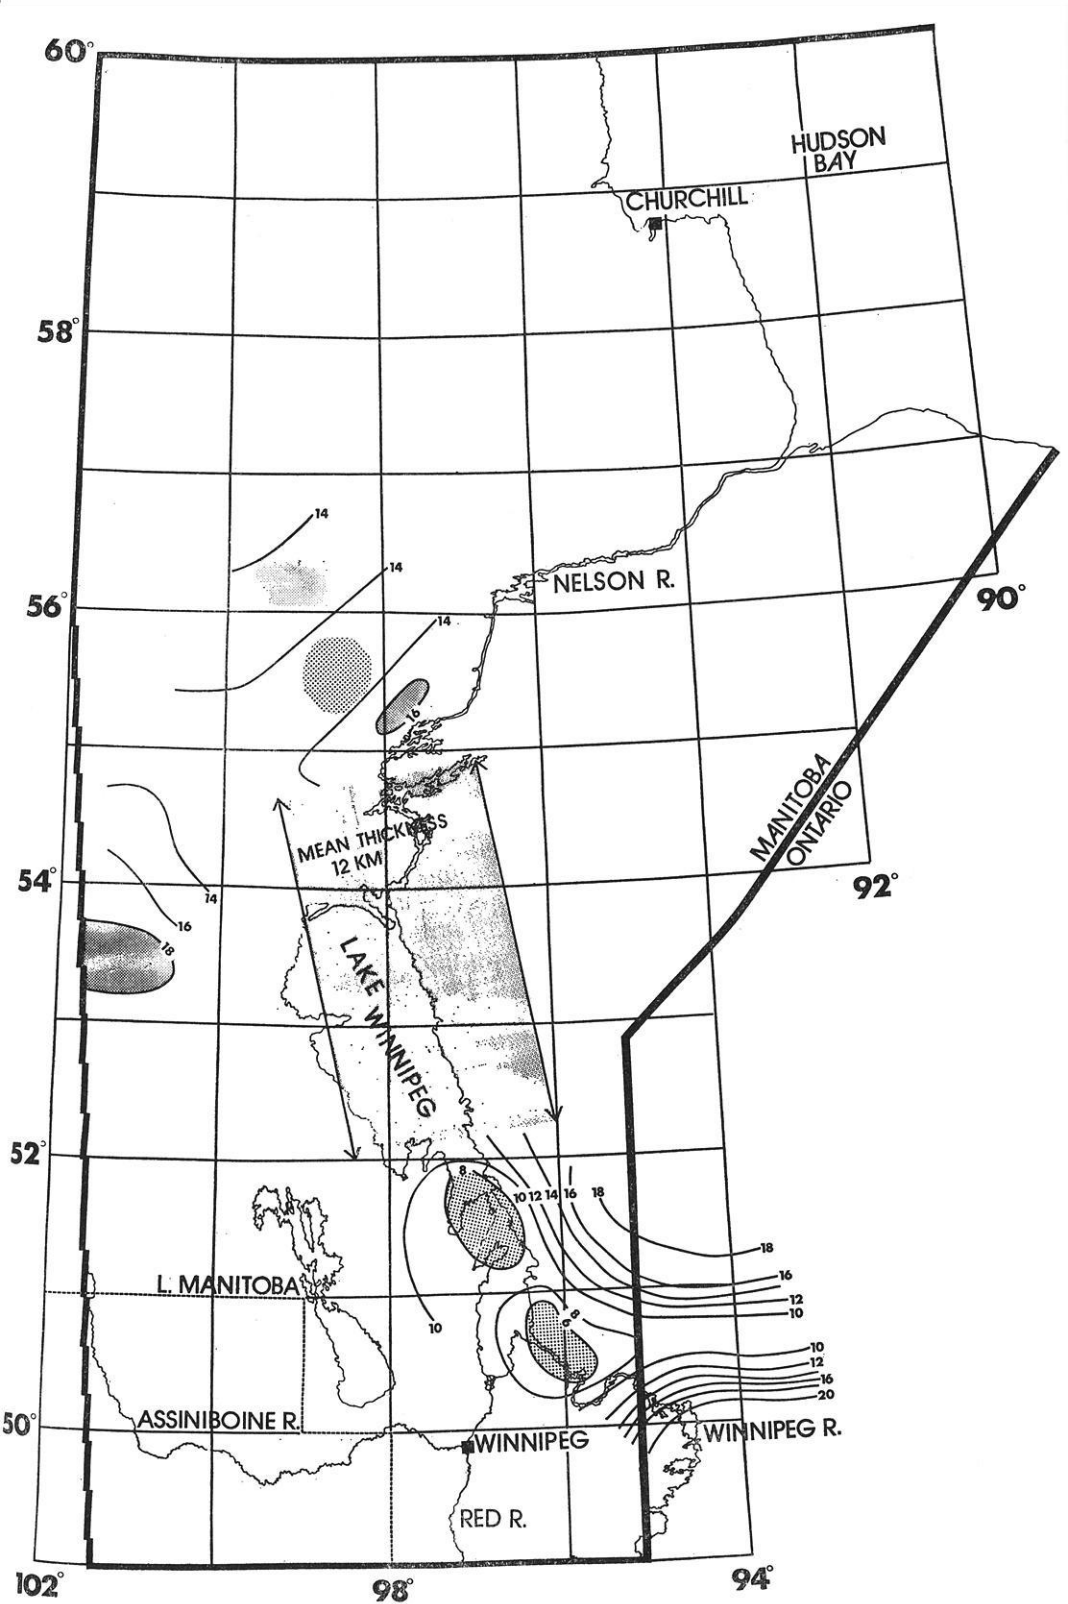 60°
HUDSON
BAY
CHURCHILL
58°
14
14
56°
NELSON R.
90°
14
16
MANITOBA
ONTARIO
MEAN THICKNESS
12 KM
54°
92°
14
16
18
LAKE WINNIPEG
52°
8
10 12 14 16 18
18
16
12
10
L. MANITOBA
10
8
6
10
12
16
20
50°
ASSINIBOINE R.
WINNIPEG
WINNIPEG R.
RED R.
102°
98°
94°